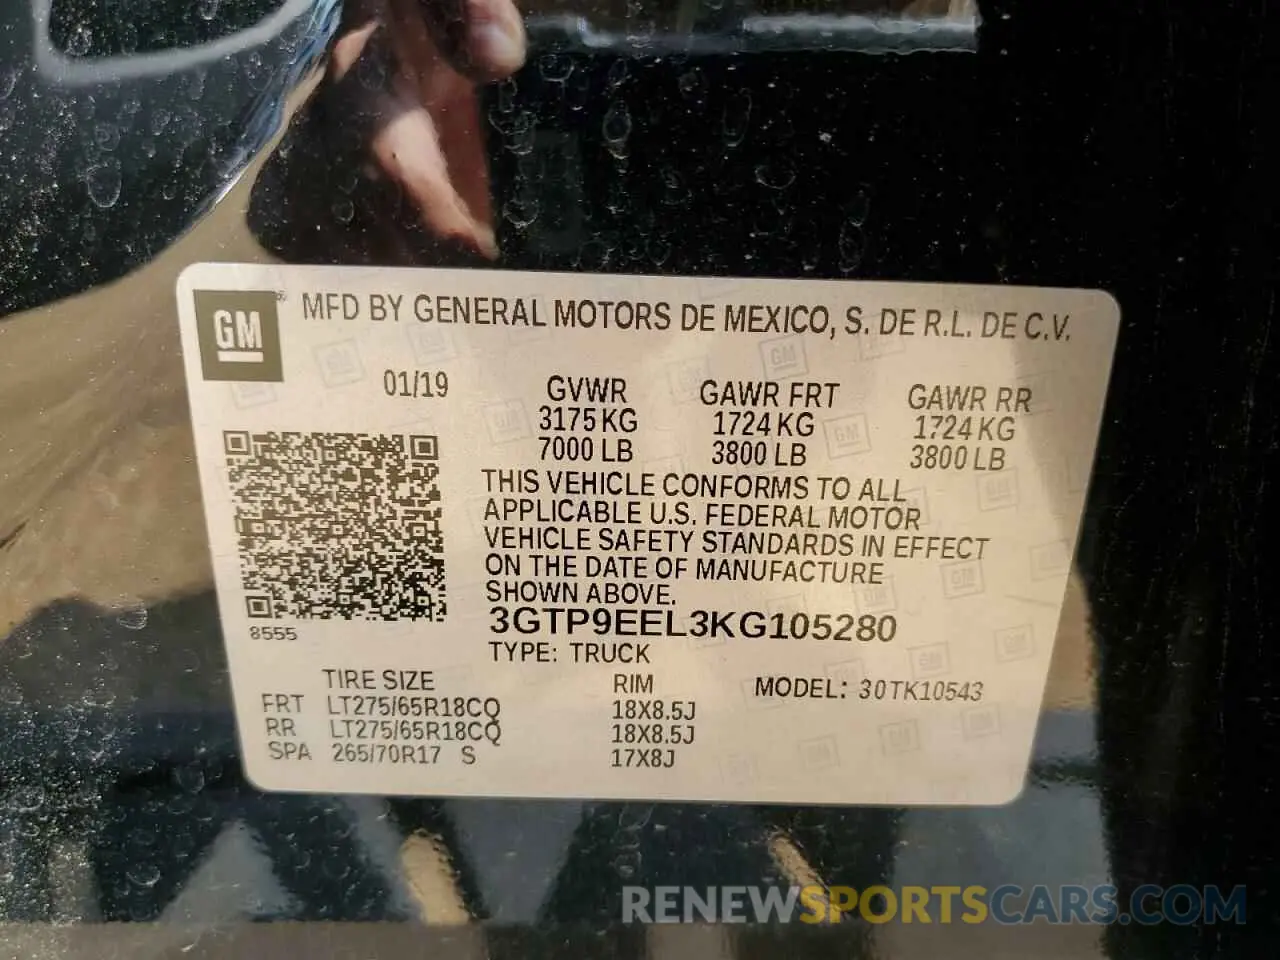 GM® MFD BY GENERAL MOTORS DE MEXICO, S. DE R.L. DE C.V.
01/19 GVWR GAWR FRT GAWR RR
3175 KG 1724 KG 1724 KG
7000 LB 3800 LB 3800 LB
THIS VEHICLE CONFORMS TO ALL
APPLICABLE U.S. FEDERAL MOTOR
VEHICLE SAFETY STANDARDS IN EFFECT
ON THE DATE OF MANUFACTURE
SHOWN ABOVE.
3GTP9EEL3KG105280
8555
TYPE: TRUCK
TIRE SIZE RIM MODEL: 30TK10543
FRT LT275/65R18CQ 18X8.5J
RR LT275/65R18CQ 18X8.5J
SPA 265/70R17 S 17X8J
RENEWSPORTSCARS.COM